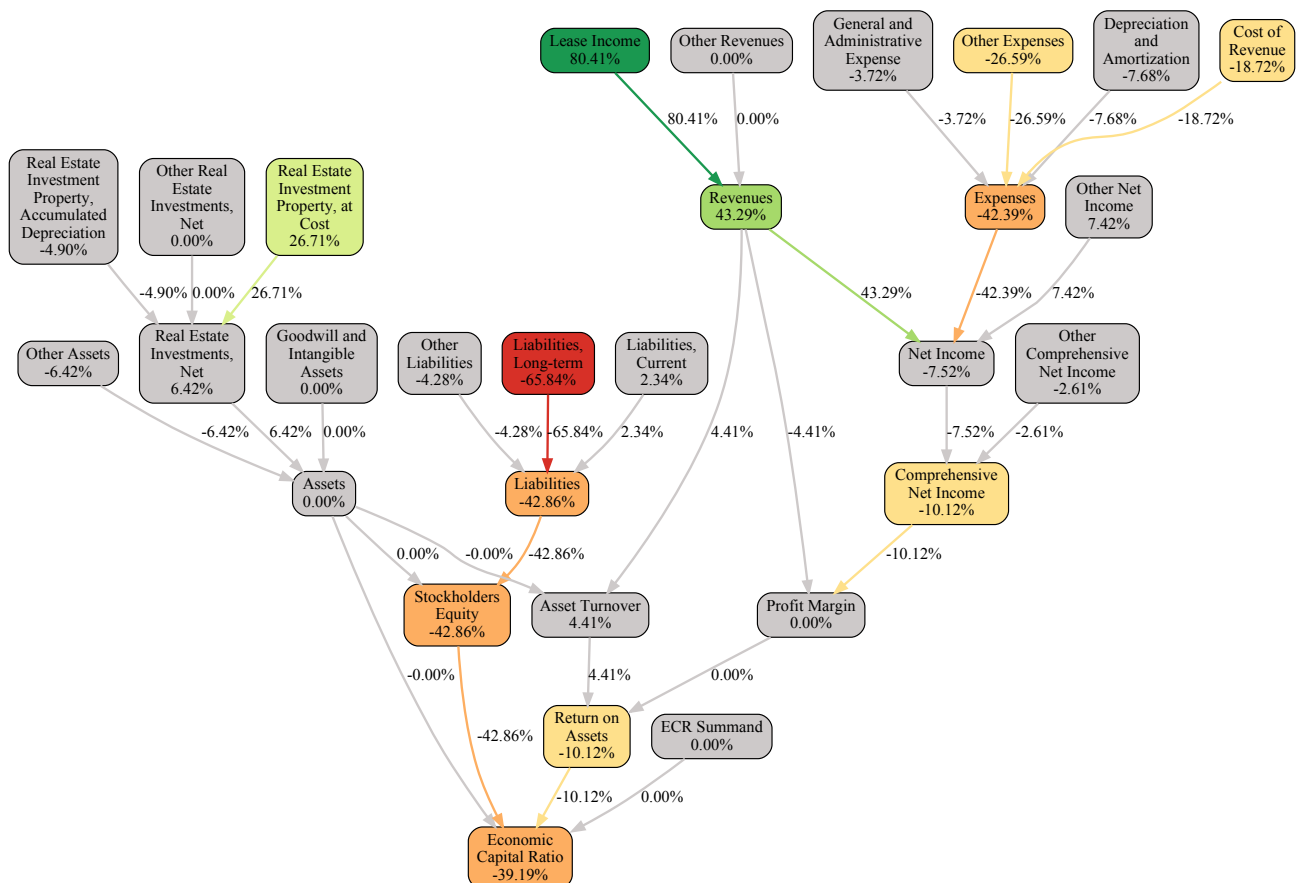 Lease Income
80.41%
Other Revenues
0.00%
General and
Administrative
Expense
-3.72%
Other Expenses
-26.59%
Depreciation
and
Amortization
-7.68%
Cost of
Revenue
-18.72%
80.41%
0.00%
-3.72%
-26.59%
-7.68%
-18.72%
Real Estate
Investment
Property,
Accumulated
Depreciation
-4.90%
Other Real
Estate
Investments,
Net
0.00%
Real Estate
Investment
Property, at
Cost
26.71%
Revenues
43.29%
Expenses
-42.39%
Other Net
Income
7.42%
-4.90%
0.00%
26.71%
43.29%
-42.39%
7.42%
Other Assets
-6.42%
Real Estate
Investments,
Net
6.42%
Goodwill and
Intangible
Assets
0.00%
Other
Liabilities
-4.28%
Liabilities,
Long-term
-65.84%
Liabilities,
Current
2.34%
Net Income
-7.52%
Other
Comprehensive
Net Income
-2.61%
-6.42%
6.42%
0.00%
-4.28%
-65.84%
2.34%
4.41%
-4.41%
-7.52%
-2.61%
Assets
0.00%
Liabilities
-42.86%
Comprehensive
Net Income
-10.12%
0.00%
-0.00%
-42.86%
-10.12%
Stockholders
Equity
-42.86%
Asset Turnover
4.41%
Profit Margin
0.00%
-0.00%
4.41%
0.00%
-42.86%
Return on
Assets
-10.12%
ECR Summand
0.00%
-10.12%
0.00%
Economic
Capital Ratio
-39.19%